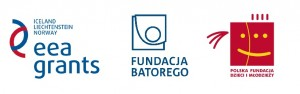 ICELAND
LIECHTENSTEIN
NORWAY
eea
grants
FUNDACJA
BATOREGO
POLSKA FUNDACJA
DZIECI I MŁODZIEŻY